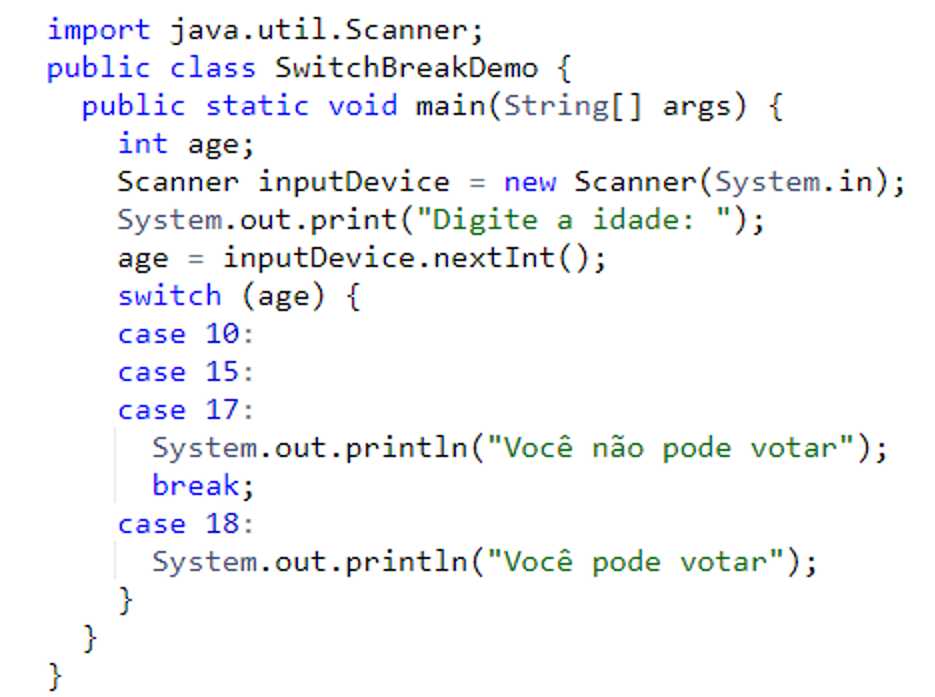 import java.util.Scanner;
public class SwitchBreakDemo {
  public static void main(String[] args) {
    int age;
    Scanner inputDevice = new Scanner(System.in);
    System.out.print("Digite a idade: ");
    age = inputDevice.nextInt();
    switch (age) {
    case 10:
    case 15:
    case 17:
      System.out.println("Você não pode votar");
      break;
    case 18:
      System.out.println("Você pode votar");
    }
  }
}